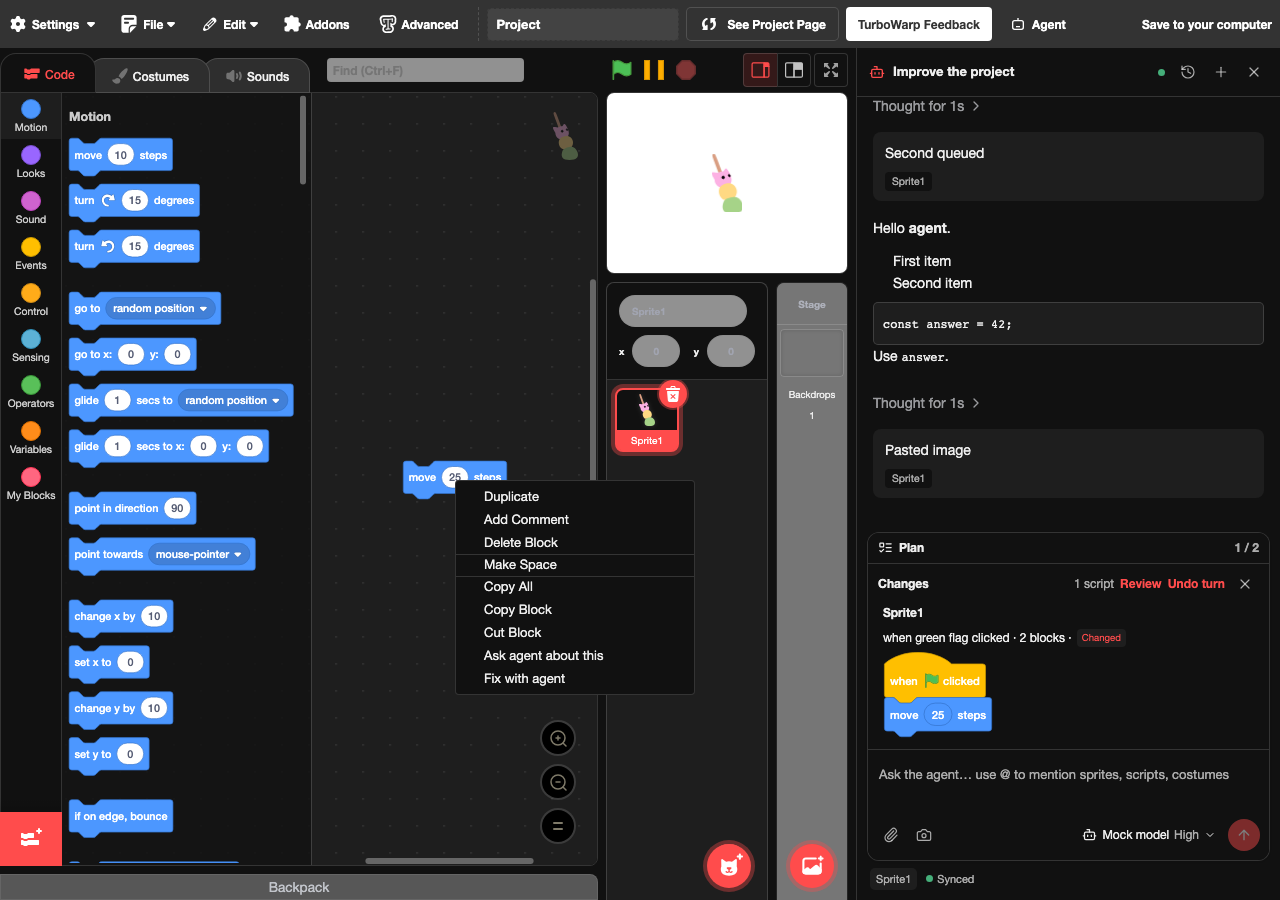 Settings File Edit Addons Advanced Project See Project Page TurboWarp Feedback Agent Save to your computer
Code Costumes Sounds
Find (Ctrl+F)
Motion
Looks
Sound
Events
Control
Sensing
Operators
Variables
My Blocks
Motion
move 10 steps
turn 15 degrees
turn 15 degrees
go to random position
go to x: 0 y: 0
glide 1 secs to random position
glide 1 secs to x: 0 y: 0
point in direction 90
point towards mouse-pointer
change x by 10
set x to 0
change y by 10
set y to 0
if on edge, bounce
move 25 steps
Duplicate
Add Comment
Delete Block
Make Space
Copy All
Copy Block
Cut Block
Ask agent about this
Fix with agent
Backpack
Sprite1
x 0 y 0
Sprite1
Stage
Backdrops
1
Improve the project
Thought for 1s
Second queued
Sprite1
Hello agent.
First item
Second item
const answer = 42;
Use answer.
Thought for 1s
Pasted image
Sprite1
Plan 1 / 2
Changes 1 script Review Undo turn
Sprite1
when green flag clicked · 2 blocks · Changed
when clicked
move 25 steps
Ask the agent… use @ to mention sprites, scripts, costumes
Mock model High
Sprite1 Synced